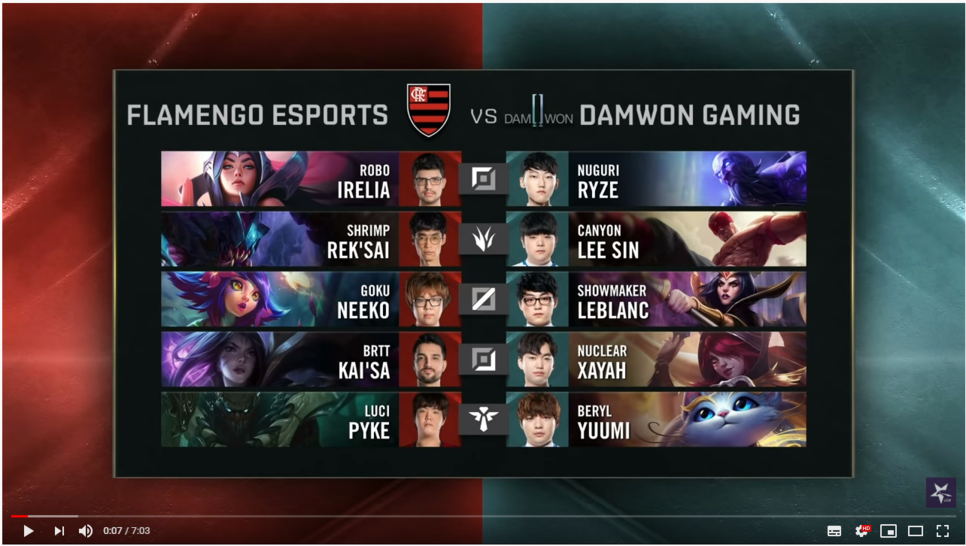 FLAMENGO ESPORTS
VS
DAMWON
DAMWON GAMING
ROBO
IRELIA
NUGURI
RYZE
SHRIMP
REK'SAI
CANYON
LEE SIN
GOKU
NEEKO
SHOWMAKER
LEBLANC
BRTT
KAI'SA
NUCLEAR
XAYAH
LUCI
PYKE
BERYL
YUUMI
0:07 / 7:03
HD